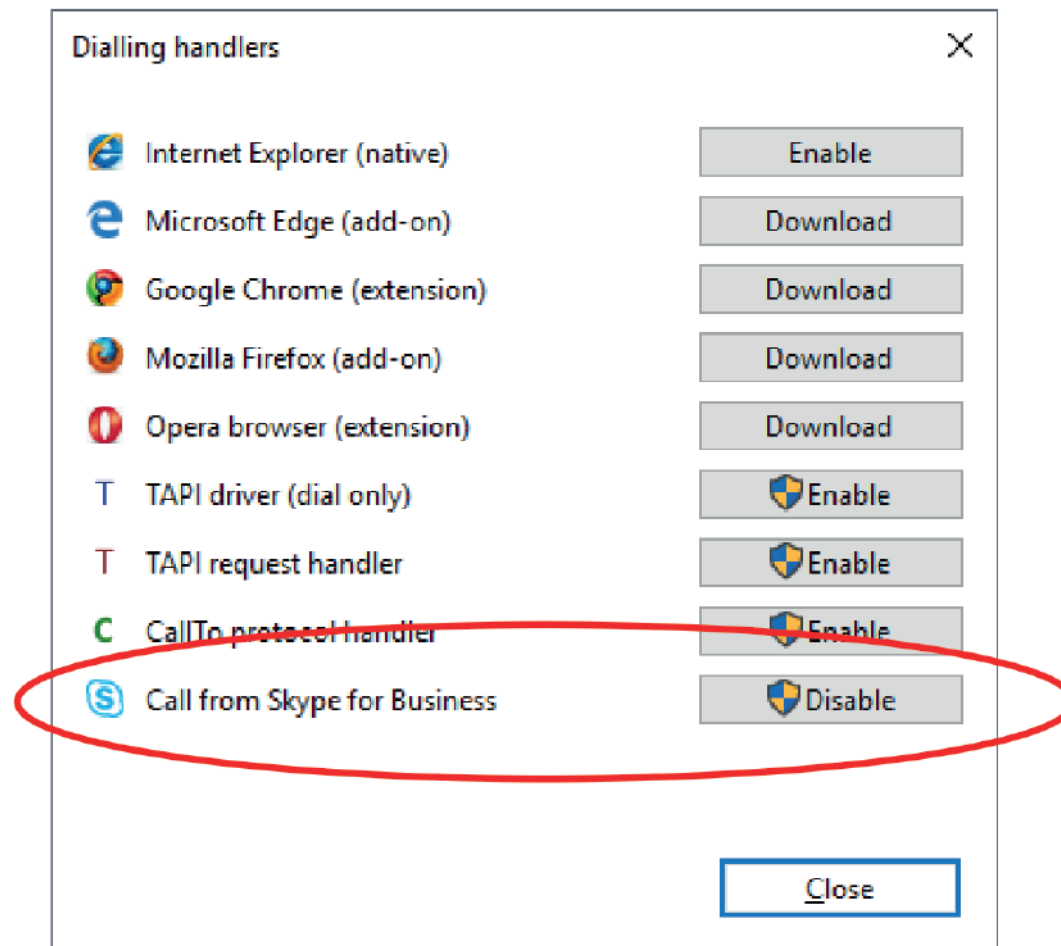 Dialling handlers
Internet Explorer (native) Enable
Microsoft Edge (add-on) Download
Google Chrome (extension) Download
Mozilla Firefox (add-on) Download
Opera browser (extension) Download
T TAPI driver (dial only) Enable
T TAPI request handler Enable
C CallTo protocol handler Enable
S Call from Skype for Business Disable
Close